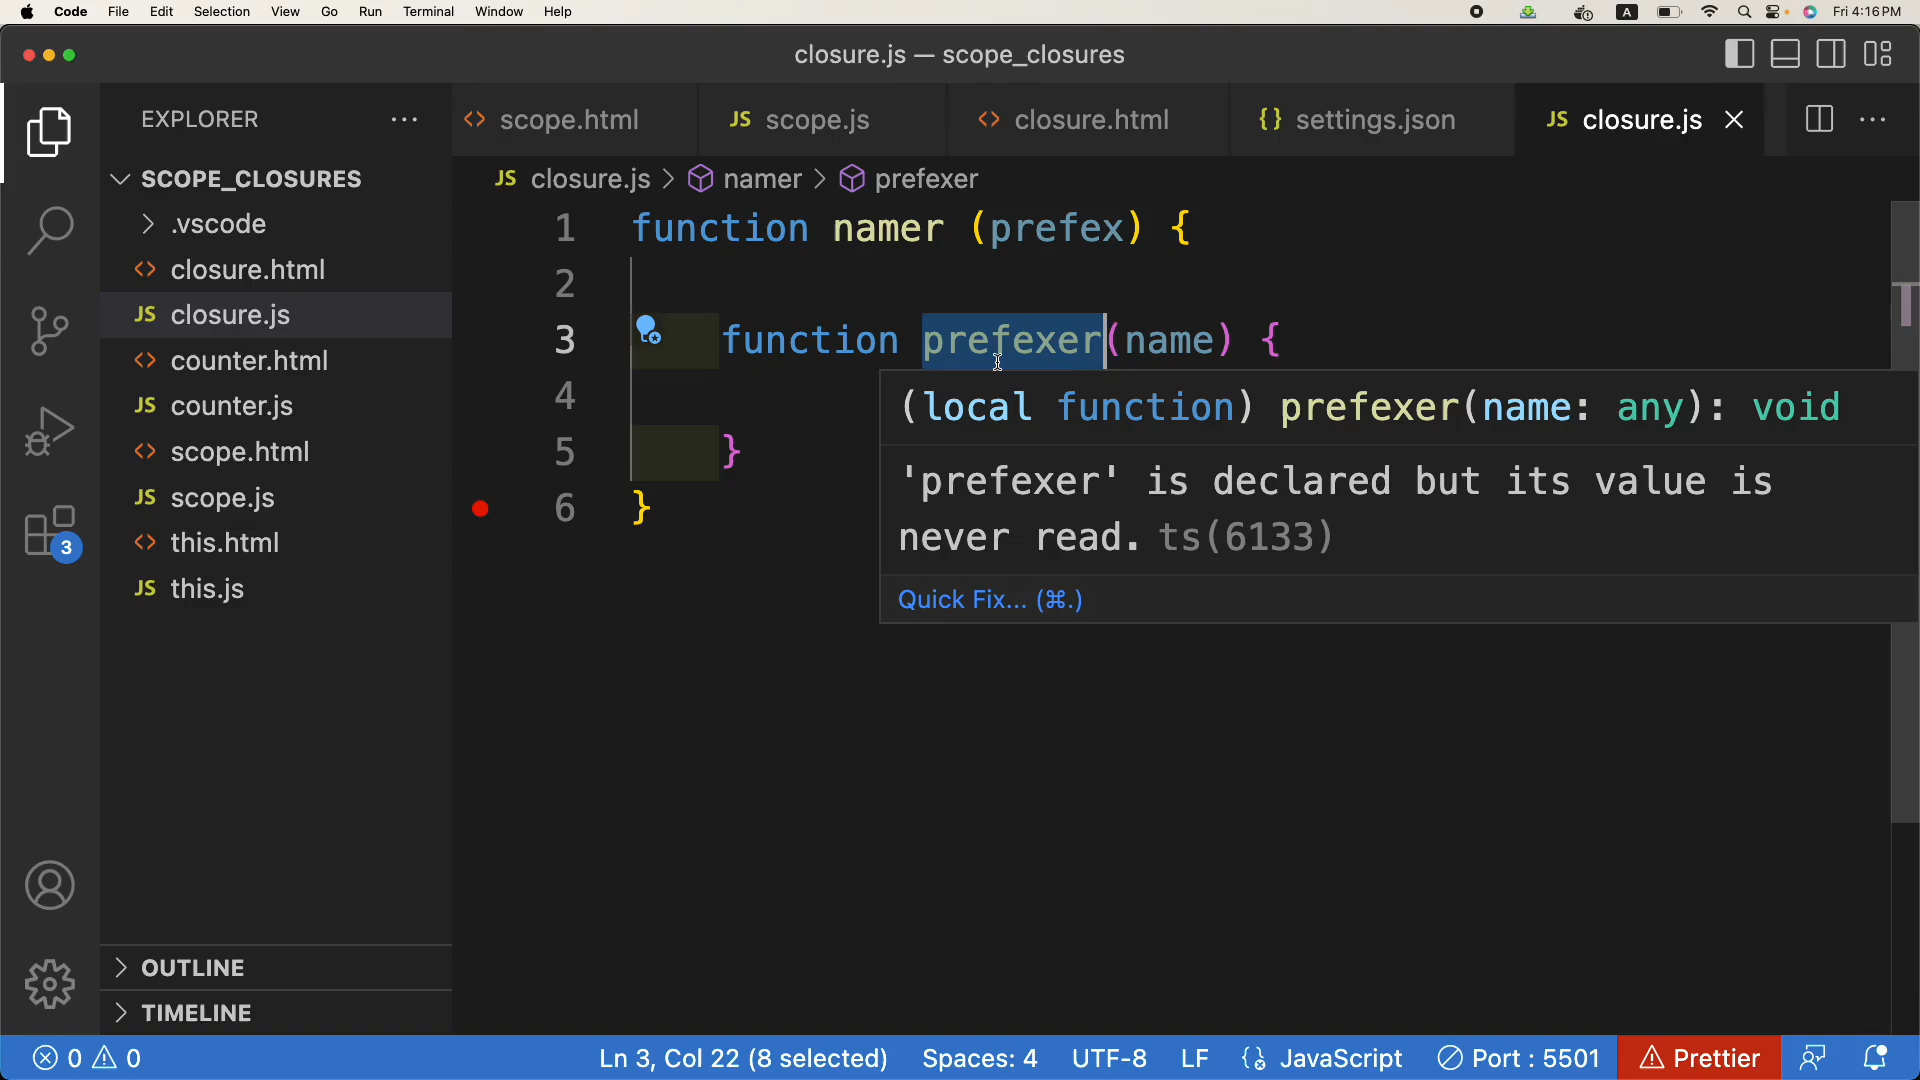 Code File Edit Selection View Go Run Terminal Window Help A Fri 4:16 PM
closure.js — scope_closures
EXPLORER ...
<> scope.html JS scope.js <> closure.html {} settings.json JS closure.js ...
SCOPE_CLOSURES
JS closure.js > namer > prefexer
.vscode
<> closure.html
JS closure.js
<> counter.html
JS counter.js
<> scope.html
JS scope.js
<> this.html
JS this.js
3
OUTLINE
TIMELINE
1 function namer (prefex) {
2
3 function prefexer(name) {
4
5 }
6 }
(local function) prefexer(name: any): void
'prefexer' is declared but its value is
never read. ts(6133)
Quick Fix... (⌘.)
0 0 Ln 3, Col 22 (8 selected) Spaces: 4 UTF-8 LF {} JavaScript Port : 5501 Prettier